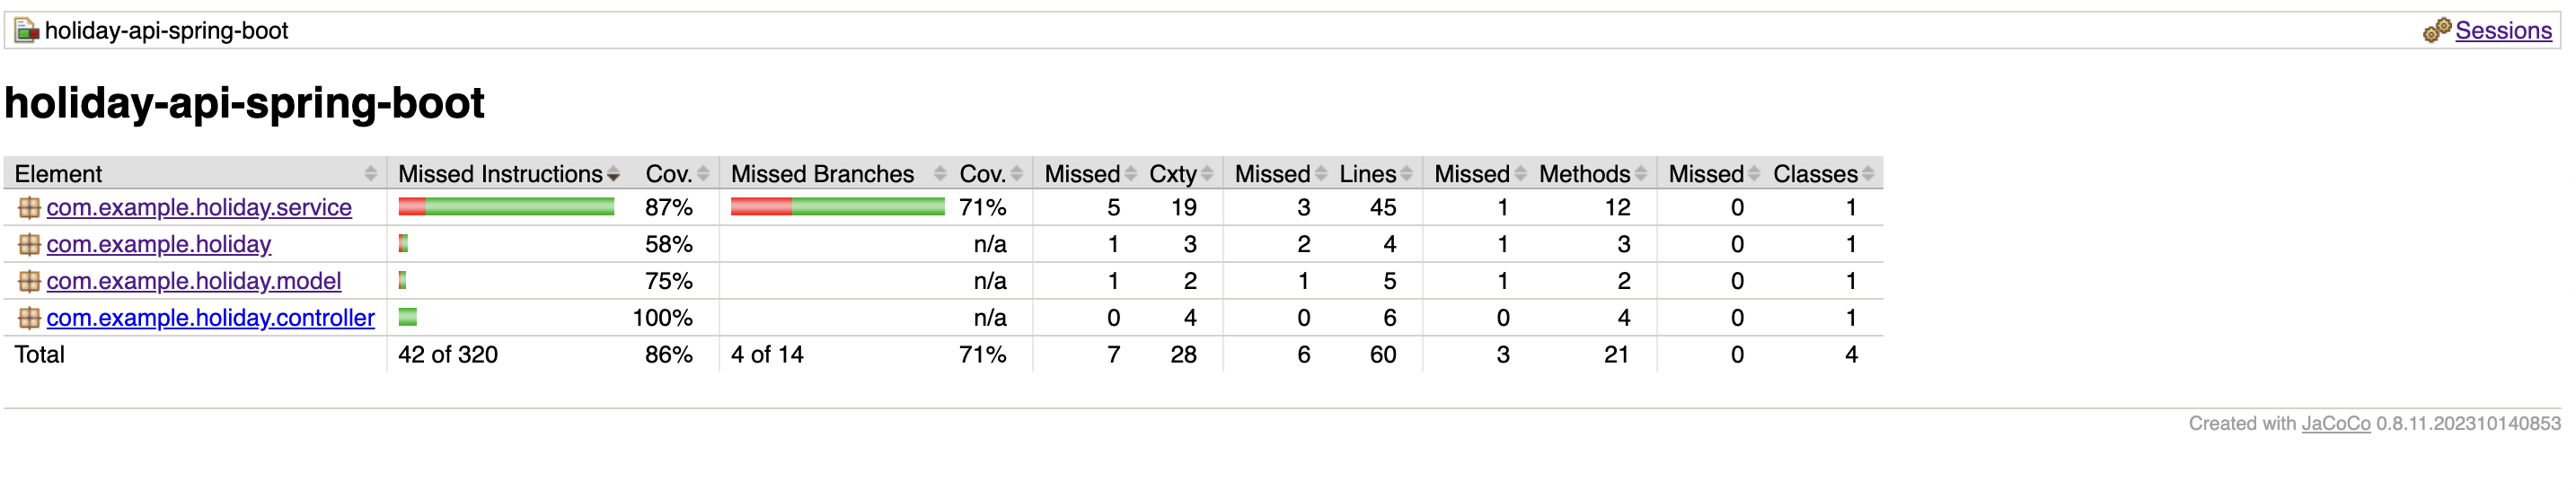 holiday-api-spring-boot Sessions
holiday-api-spring-boot
Element Missed Instructions Cov. Missed Branches Cov. Missed Cxty Missed Lines Missed Methods Missed Classes
com.example.holiday.service 87% 71% 5 19 3 45 1 12 0 1
com.example.holiday 58% n/a 1 3 2 4 1 3 0 1
com.example.holiday.model 75% n/a 1 2 1 5 1 2 0 1
com.example.holiday.controller 100% n/a 0 4 0 6 0 4 0 1
Total 42 of 320 86% 4 of 14 71% 7 28 6 60 3 21 0 4
Created with JaCoCo 0.8.11.202310140853